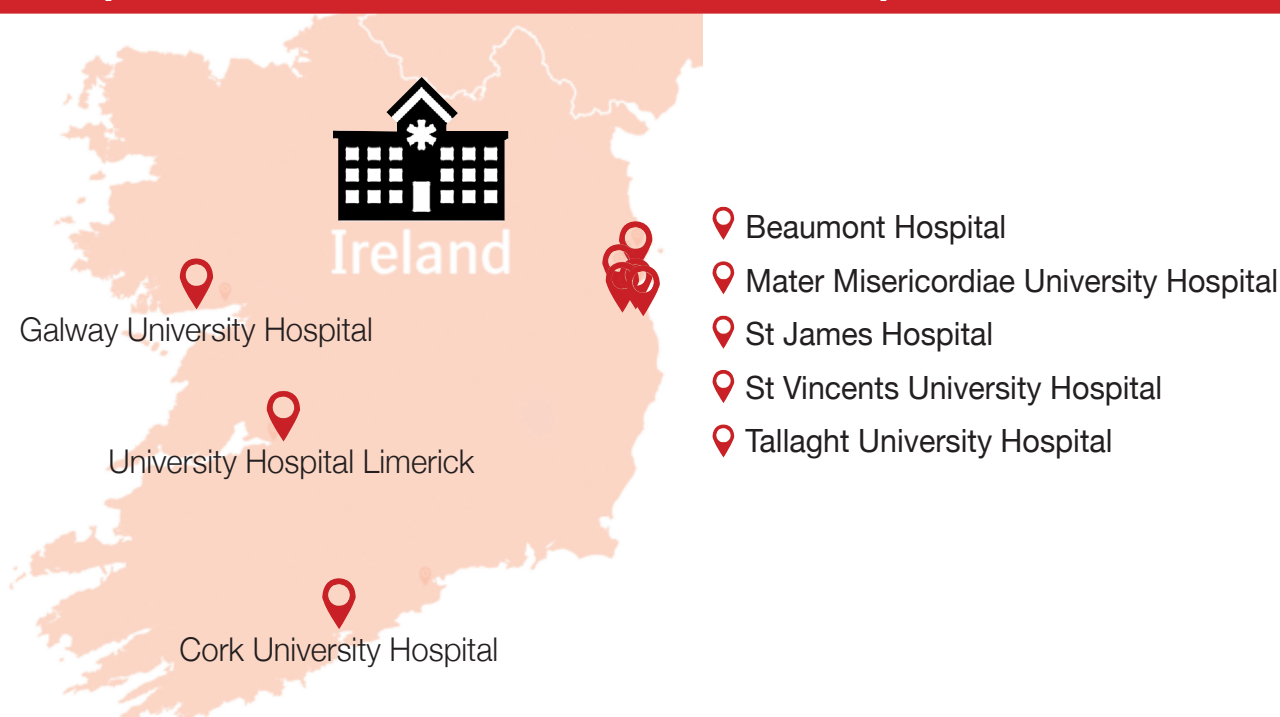 Ireland
Galway University Hospital
University Hospital Limerick
Cork University Hospital
Beaumont Hospital
Mater Misericordiae University Hospital
St James Hospital
St Vincents University Hospital
Tallaght University Hospital